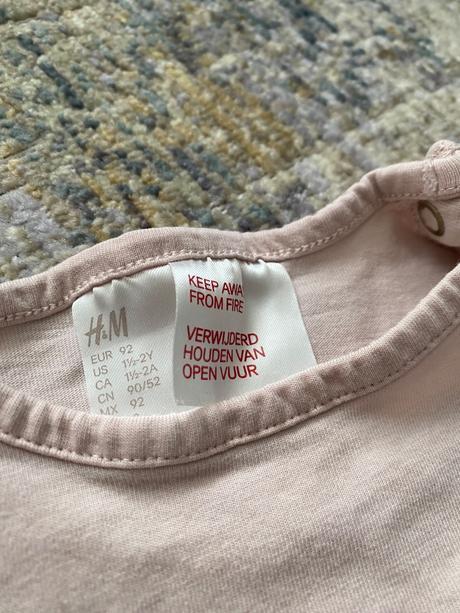 H&M
EUR 92
US 1½-2Y
CA 1½-2A
CN 90/52
MX 92
KEEP AWA
FROM FIRE
VERWIJDERD
HOUDEN VAN
OPEN VUUR